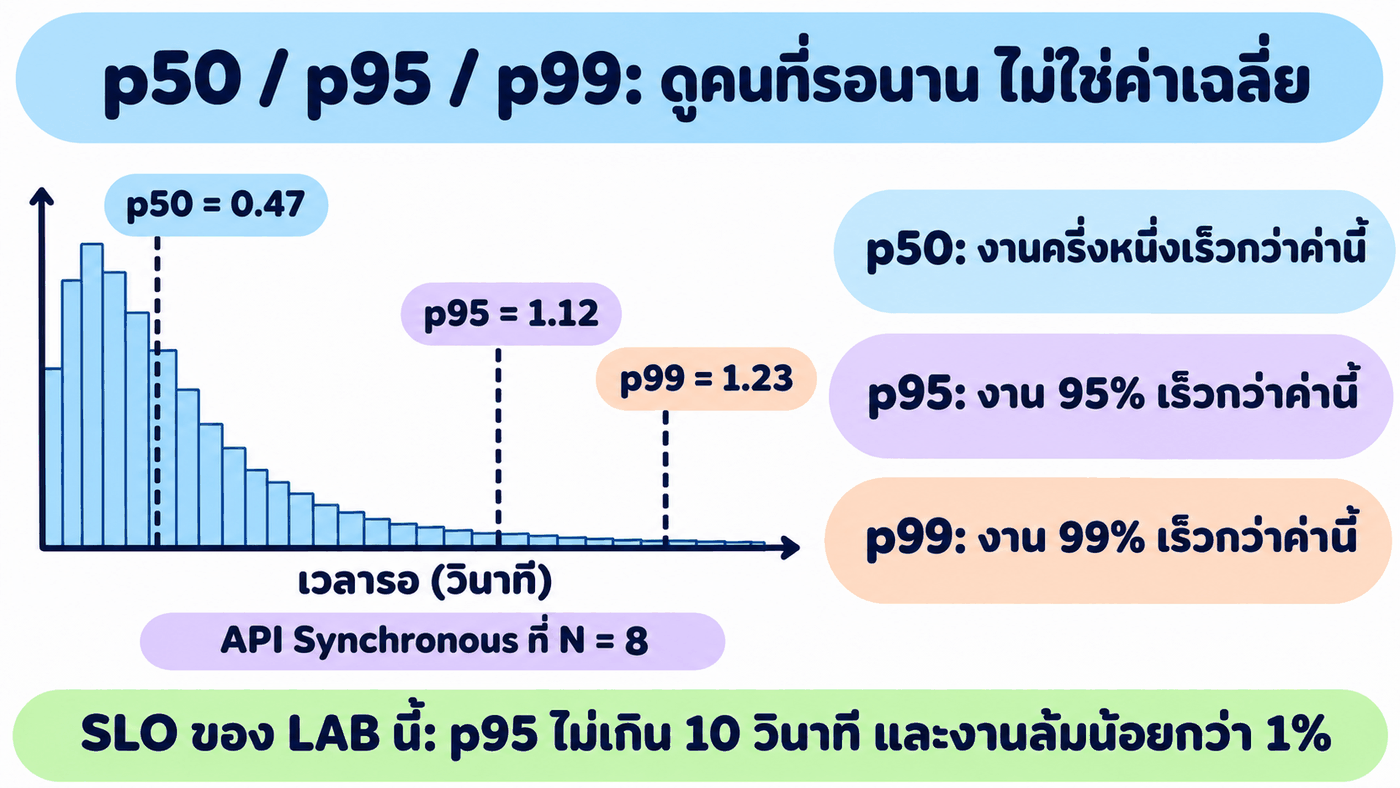 p50 / p95 / p99: ดูคนที่รอนาน ไม่ใช่ค่าเฉลี่ย
p50 = 0.47
p95 = 1.12
p99 = 1.23
เวลารอ (วินาที)
API Synchronous ที่ N = 8
p50: งานครึ่งหนึ่งเร็วกว่าค่านี้
p95: งาน 95% เร็วกว่าค่านี้
p99: งาน 99% เร็วกว่าค่านี้
SLO ของ LAB นี้: p95 ไม่เกิน 10 วินาที และงานล้มน้อยกว่า 1%